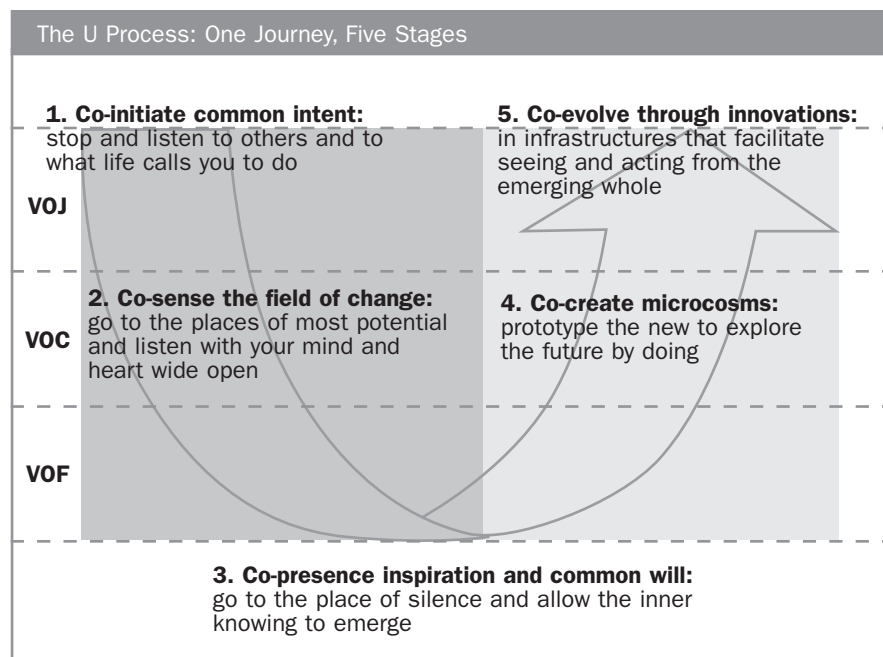 The U Process: One Journey, Five Stages
1. Co-initiate common intent:
stop and listen to others and to
what life calls you to do
5. Co-evolve through innovations:
in infrastructures that facilitate
seeing and acting from the
emerging whole
VOJ
2. Co-sense the field of change:
go to the places of most potential
and listen with your mind and
heart wide open
4. Co-create microcosms:
prototype the new to explore
the future by doing
VOC
VOF
3. Co-presence inspiration and common will:
go to the place of silence and allow the inner
knowing to emerge